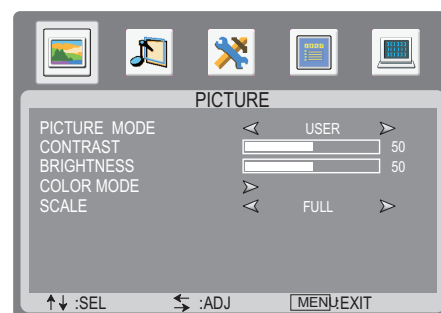 PICTURE
PICTURE MODE < USER >
CONTRAST 50
BRIGHTNESS 50
COLOR MODE >
SCALE < FULL >
↑↓ :SEL ⇆ :ADJ MENU:EXIT